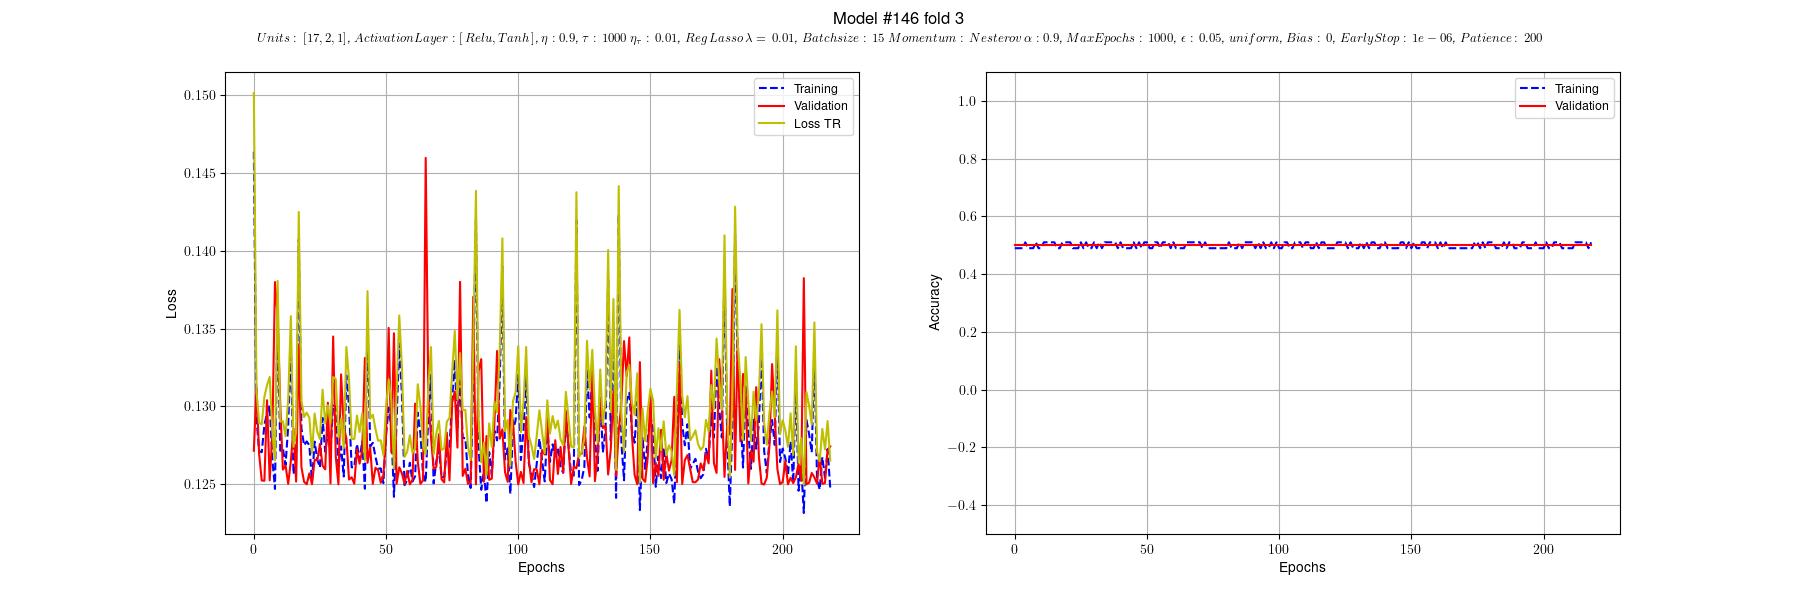 Model #146 fold 3
Units : [17, 2, 1], ActivationLayer : [ Relu, Tanh ], η : 0.9, τ : 1000 ητ : 0.01, Reg Lasso λ = 0.01, Batchsize : 15 Momentum : Nesterov α : 0.9, MaxEpochs : 1000, ϵ : 0.05, uniform, Bias : 0, EarlyStop : 1e − 06, Patience : 200
Training
Validation
Loss TR
0.150
0.145
0.140
0.135
0.130
0.125
Loss
0 50 100 150 200
Epochs
Training
Validation
1.0
0.8
0.6
0.4
0.2
0.0
−0.2
−0.4
Accuracy
0 50 100 150 200
Epochs